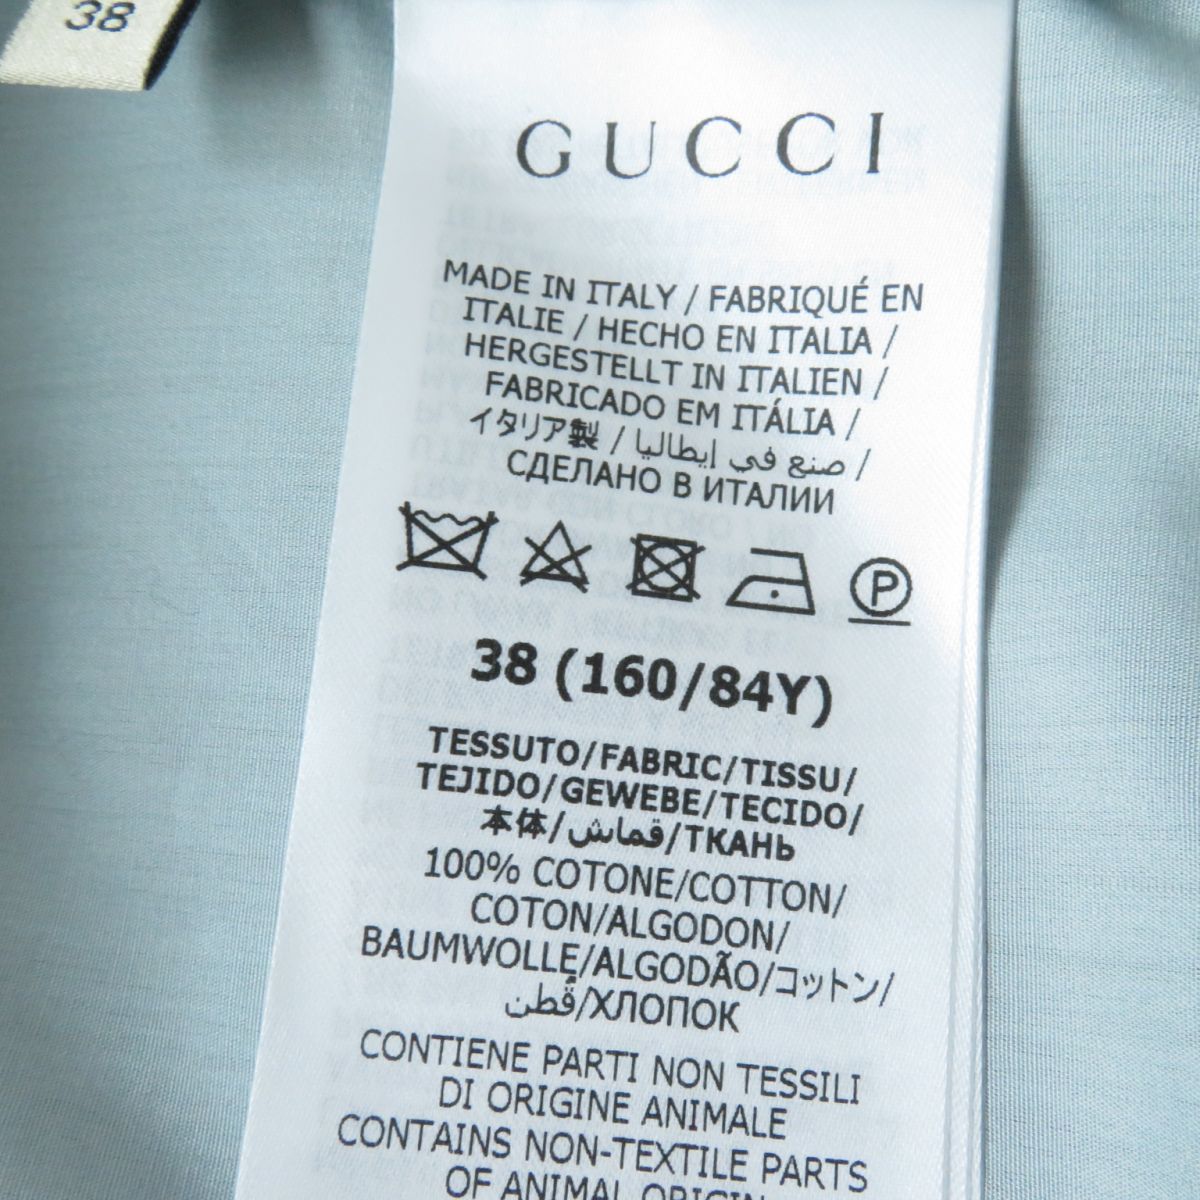 38
GUCCI
MADE IN ITALY / FABRIQUÉ EN
ITALIE / HECHO EN ITALIA /
HERGESTELLT IN ITALIEN /
FABRICADO EM ITÁLIA /
イタリア製 / صنع في إيطاليا /
СДЕЛАНО В ИТАЛИИ
P
38 (160/84Y)
TESSUTO/FABRIC/TISSU/
TEJIDO/GEWEBE/TECIDO/
本体/قماش/ТКАНЬ
100% COTONE/COTTON/
COTON/ALGODON/
BAUMWOLLE/ALGODÃO/コットン/
قطن/ХЛОПОК
CONTIENE PARTI NON TESSILI
DI ORIGINE ANIMALE
CONTAINS NON-TEXTILE PARTS
OF ANIMAL ORIGIN